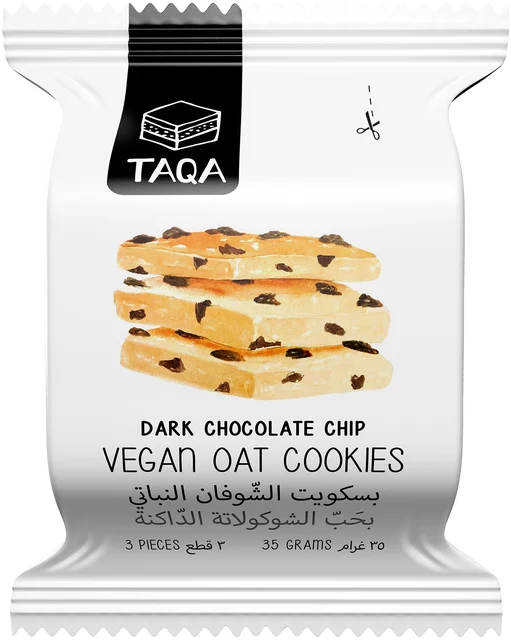 TAQA
DARK CHOCOLATE CHIP
VEGAN OAT COOKIES
بسكويت الشّوفان النباتي
بحَبّ الشوكولاتة الدّاكنة
3 PIECES ٣ قطع 35 GRAMS ٣٥ غرام